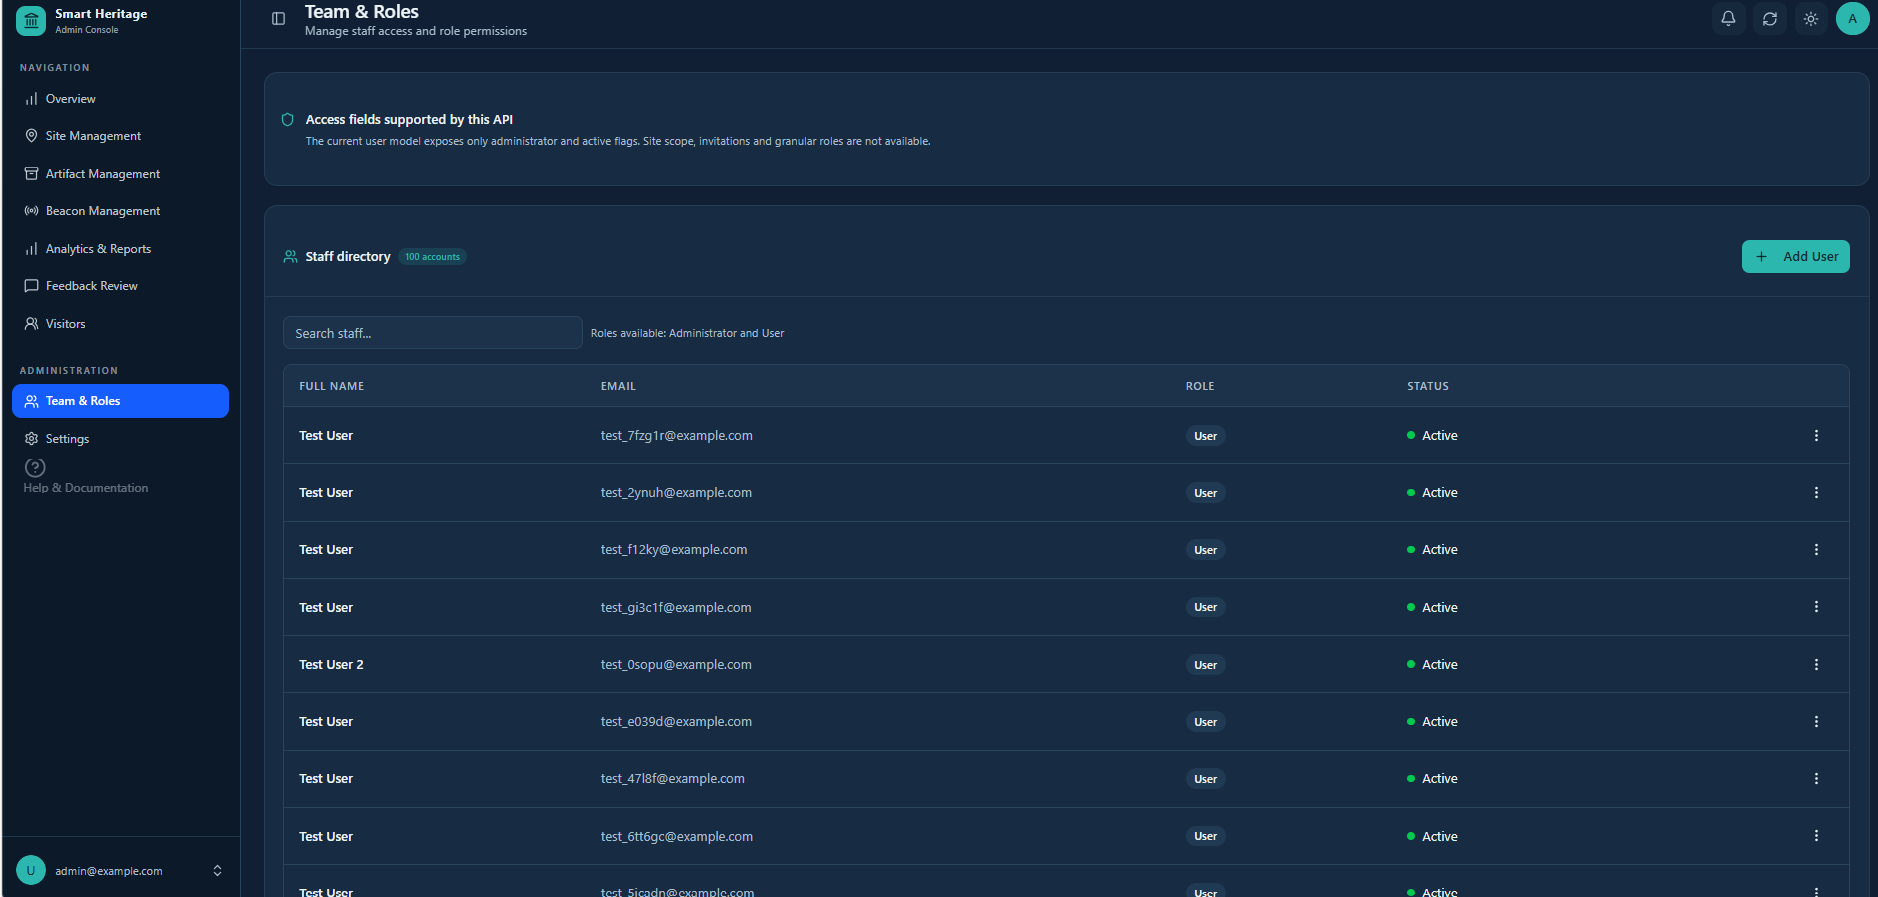 Smart Heritage
Admin Console
NAVIGATION
Overview
Site Management
Artifact Management
Beacon Management
Analytics & Reports
Feedback Review
Visitors
ADMINISTRATION
Team & Roles
Settings
Help & Documentation
U admin@example.com
Team & Roles
Manage staff access and role permissions
A
Access fields supported by this API
The current user model exposes only administrator and active flags. Site scope, invitations and granular roles are not available.
Staff directory 100 accounts
+ Add User
Search staff... Roles available: Administrator and User
FULL NAME EMAIL ROLE STATUS
Test User test_7fzg1r@example.com User Active
Test User test_2ynuh@example.com User Active
Test User test_f12ky@example.com User Active
Test User test_gi3c1f@example.com User Active
Test User 2 test_0sopu@example.com User Active
Test User test_e039d@example.com User Active
Test User test_47l8f@example.com User Active
Test User test_6tt6gc@example.com User Active
Test User test_5icadn@example.com User Active